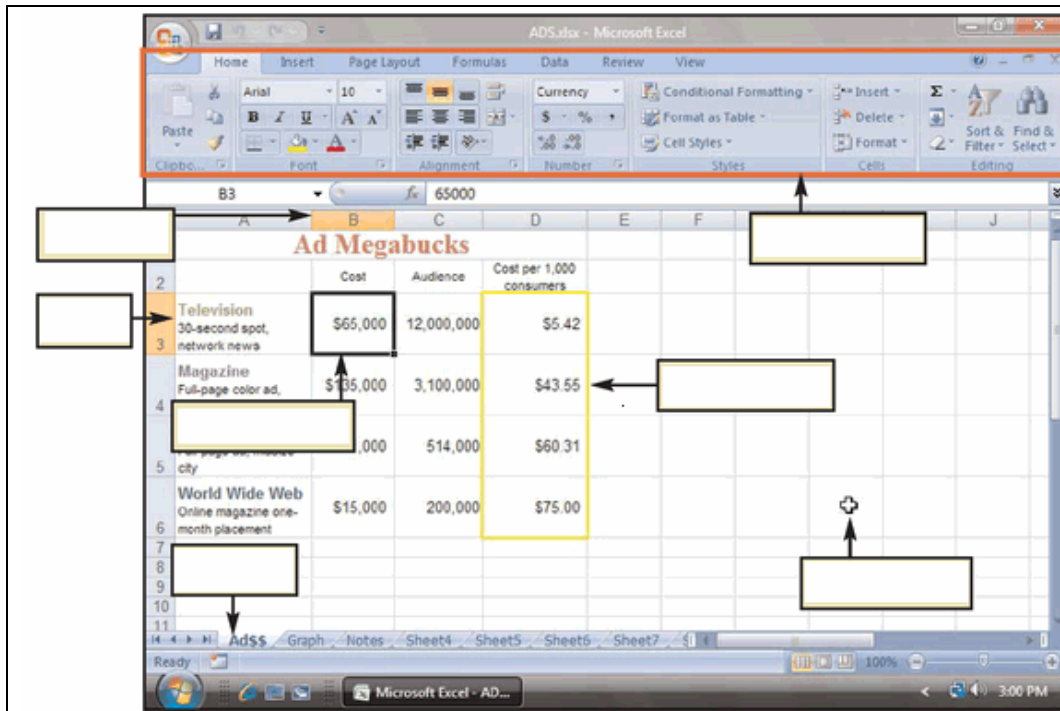 ADS.xlsx - Microsoft Excel
Home Insert Page Layout Formulas Data Review View
Arial 10 Currency Conditional Formatting Insert Σ
Paste B I U A A $ % , Format as Table Delete Sort & Find &
A Cell Styles Format Filter Select
Clipbo... Font Alignment Number Styles Cells Editing
B3 fx 65000
A B C D E F J
Ad Megabucks
2 Cost Audience Cost per 1,000
consumers
Television
30-second spot, $65,000 12,000,000 $5.42
3 network news
Magazine
Full-page color ad, $135,000 3,100,000 $43.55
4
,000 514,000 $60.31
5 city
World Wide Web
Online magazine one- $15,000 200,000 $75.00
6 month placement
7
8
9
10
11
Ad$$ Graph Notes Sheet4 Sheet5 Sheet6 Sheet7
Ready 100%
Microsoft Excel - AD... 3:00 PM